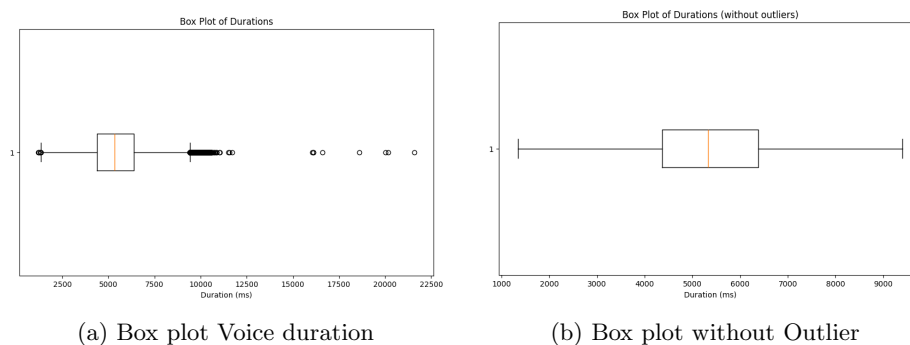 Box Plot of Durations
1
2500 5000 7500 10000 12500 15000 17500 20000 22500
Duration (ms)
(a) Box plot Voice duration
Box Plot of Durations (without outliers)
1
1000 2000 3000 4000 5000 6000 7000 8000 9000
Duration (ms)
(b) Box plot without Outlier